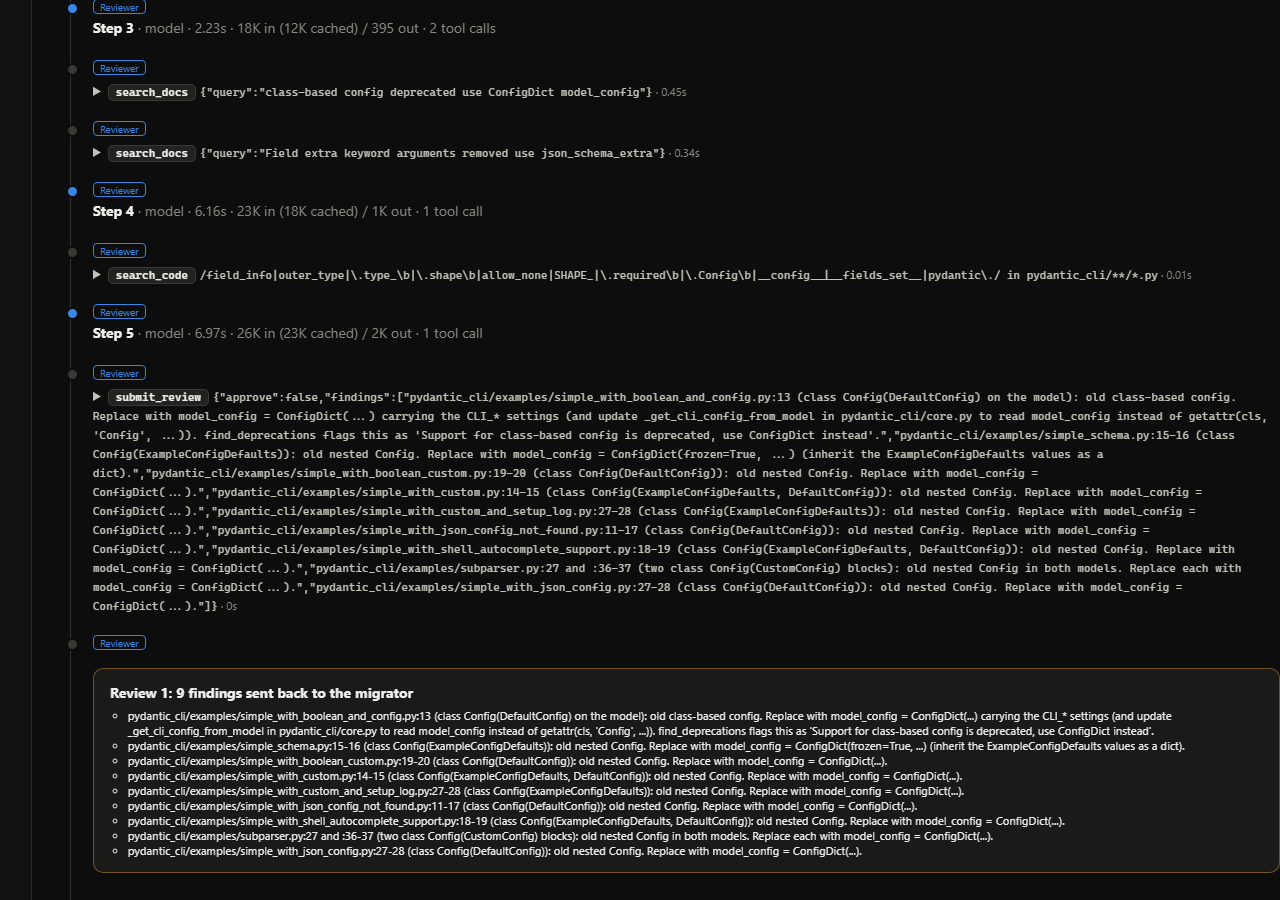 Reviewer
Step 3 · model · 2.23s · 18K in (12K cached) / 395 out · 2 tool calls
Reviewer
▶ search_docs {"query":"class-based config deprecated use ConfigDict model_config"} · 0.45s
Reviewer
▶ search_docs {"query":"Field extra keyword arguments removed use json_schema_extra"} · 0.34s
Reviewer
Step 4 · model · 6.16s · 23K in (18K cached) / 1K out · 1 tool call
Reviewer
▶ search_code /field_info|outer_type|\.type_\b|\.shape\b|allow_none|SHAPE_|\.required\b|\.Config\b|__config__|__fields_set__|pydantic\./ in pydantic_cli/**/*.py · 0.01s
Reviewer
Step 5 · model · 6.97s · 26K in (23K cached) / 2K out · 1 tool call
Reviewer
▶ submit_review {"approve":false,"findings":["pydantic_cli/examples/simple_with_boolean_and_config.py:13 (class Config(DefaultConfig) on the model): old class-based config.
Replace with model_config = ConfigDict(...) carrying the CLI_* settings (and update _get_cli_config_from_model in pydantic_cli/core.py to read model_config instead of getattr(cls,
'Config', ...)). find_deprecations flags this as 'Support for class-based config is deprecated, use ConfigDict instead'.","pydantic_cli/examples/simple_schema.py:15-16 (class
Config(ExampleConfigDefaults)): old nested Config. Replace with model_config = ConfigDict(frozen=True, ...) (inherit the ExampleConfigDefaults values as a
dict).","pydantic_cli/examples/simple_with_boolean_custom.py:19-20 (class Config(DefaultConfig)): old nested Config. Replace with model_config =
ConfigDict(...).","pydantic_cli/examples/simple_with_custom.py:14-15 (class Config(ExampleConfigDefaults, DefaultConfig)): old nested Config. Replace with model_config =
ConfigDict(...).","pydantic_cli/examples/simple_with_custom_and_setup_log.py:27-28 (class Config(ExampleConfigDefaults)): old nested Config. Replace with model_config =
ConfigDict(...).","pydantic_cli/examples/simple_with_json_config_not_found.py:11-17 (class Config(DefaultConfig)): old nested Config. Replace with model_config =
ConfigDict(...).","pydantic_cli/examples/simple_with_shell_autocomplete_support.py:18-19 (class Config(ExampleConfigDefaults, DefaultConfig)): old nested Config. Replace with
model_config = ConfigDict(...).","pydantic_cli/examples/subparser.py:27 and :36-37 (two class Config(CustomConfig) blocks): old nested Config in both models. Replace each with
model_config = ConfigDict(...).","pydantic_cli/examples/simple_with_json_config.py:27-28 (class Config(DefaultConfig)): old nested Config. Replace with model_config =
ConfigDict(...)."]} · 0s
Reviewer
Review 1: 9 findings sent back to the migrator
◦ pydantic_cli/examples/simple_with_boolean_and_config.py:13 (class Config(DefaultConfig) on the model): old class-based config. Replace with model_config = ConfigDict(...) carrying the CLI_* settings (and update
_get_cli_config_from_model in pydantic_cli/core.py to read model_config instead of getattr(cls, 'Config', ...)). find_deprecations flags this as 'Support for class-based config is deprecated, use ConfigDict instead'.
◦ pydantic_cli/examples/simple_schema.py:15-16 (class Config(ExampleConfigDefaults)): old nested Config. Replace with model_config = ConfigDict(frozen=True, ...) (inherit the ExampleConfigDefaults values as a dict).
◦ pydantic_cli/examples/simple_with_boolean_custom.py:19-20 (class Config(DefaultConfig)): old nested Config. Replace with model_config = ConfigDict(...).
◦ pydantic_cli/examples/simple_with_custom.py:14-15 (class Config(ExampleConfigDefaults, DefaultConfig)): old nested Config. Replace with model_config = ConfigDict(...).
◦ pydantic_cli/examples/simple_with_custom_and_setup_log.py:27-28 (class Config(ExampleConfigDefaults)): old nested Config. Replace with model_config = ConfigDict(...).
◦ pydantic_cli/examples/simple_with_json_config_not_found.py:11-17 (class Config(DefaultConfig)): old nested Config. Replace with model_config = ConfigDict(...).
◦ pydantic_cli/examples/simple_with_shell_autocomplete_support.py:18-19 (class Config(ExampleConfigDefaults, DefaultConfig)): old nested Config. Replace with model_config = ConfigDict(...).
◦ pydantic_cli/examples/subparser.py:27 and :36-37 (two class Config(CustomConfig) blocks): old nested Config in both models. Replace each with model_config = ConfigDict(...).
◦ pydantic_cli/examples/simple_with_json_config.py:27-28 (class Config(DefaultConfig)): old nested Config. Replace with model_config = ConfigDict(...).